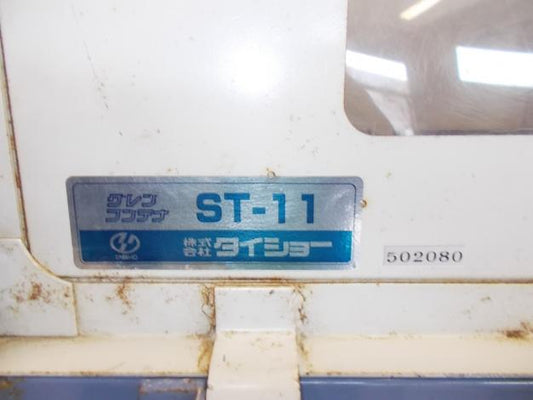 グレン
コンテナ
ST-11
株式
会社
タイショー
TAISHO
502080